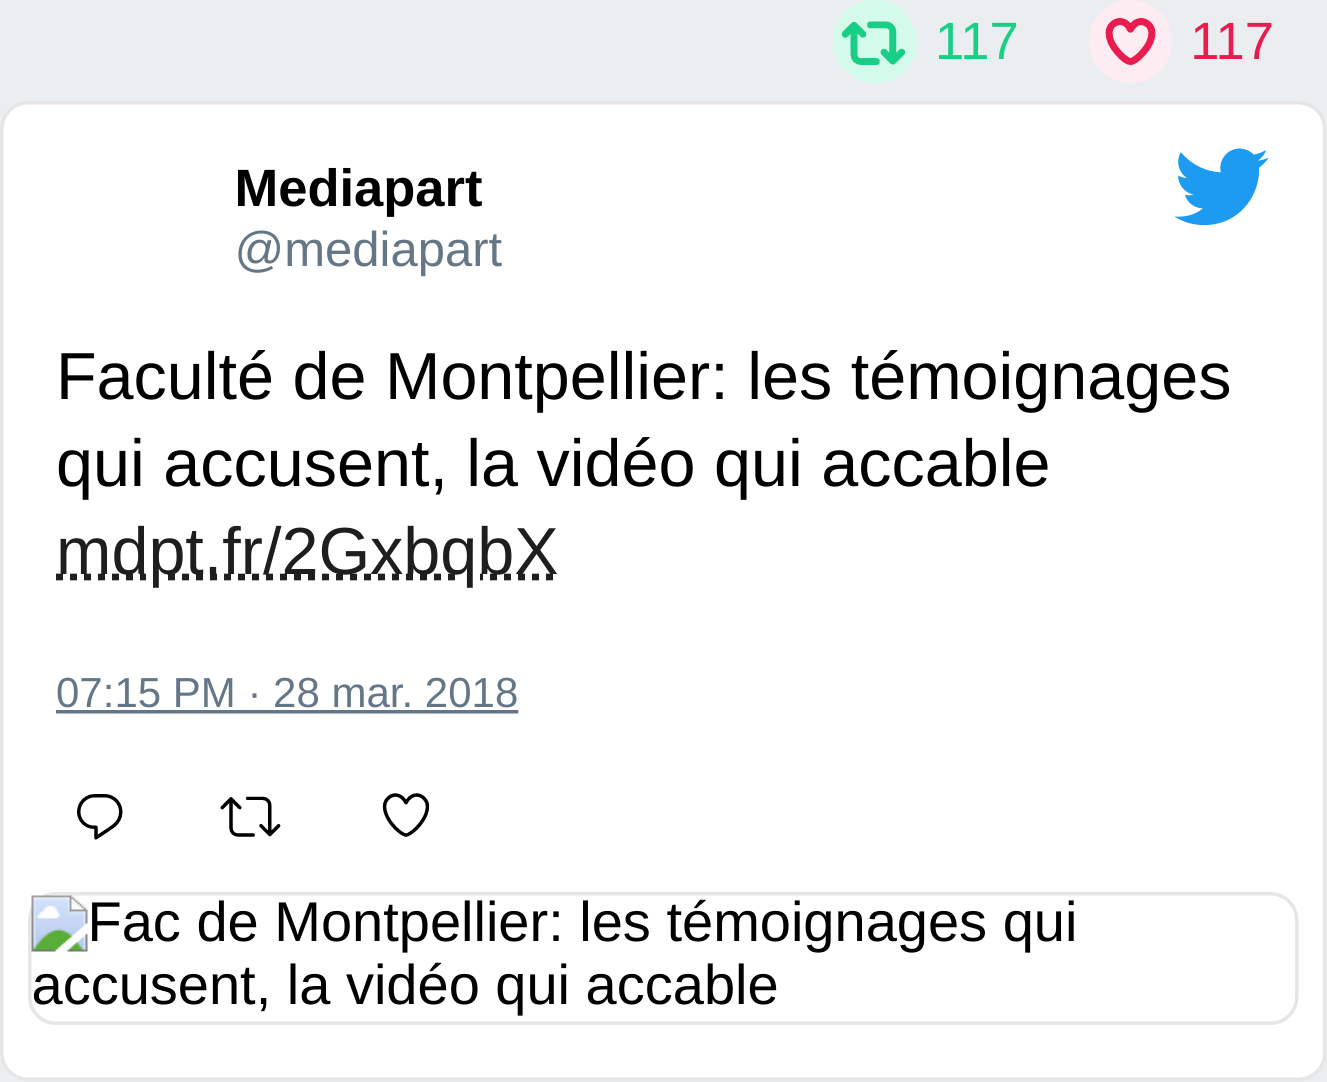 117 117
Mediapart
@mediapart
Faculté de Montpellier: les témoignages
qui accusent, la vidéo qui accable
mdpt.fr/2GxbqbX
07:15 PM · 28 mar. 2018
Fac de Montpellier: les témoignages qui
accusent, la vidéo qui accable